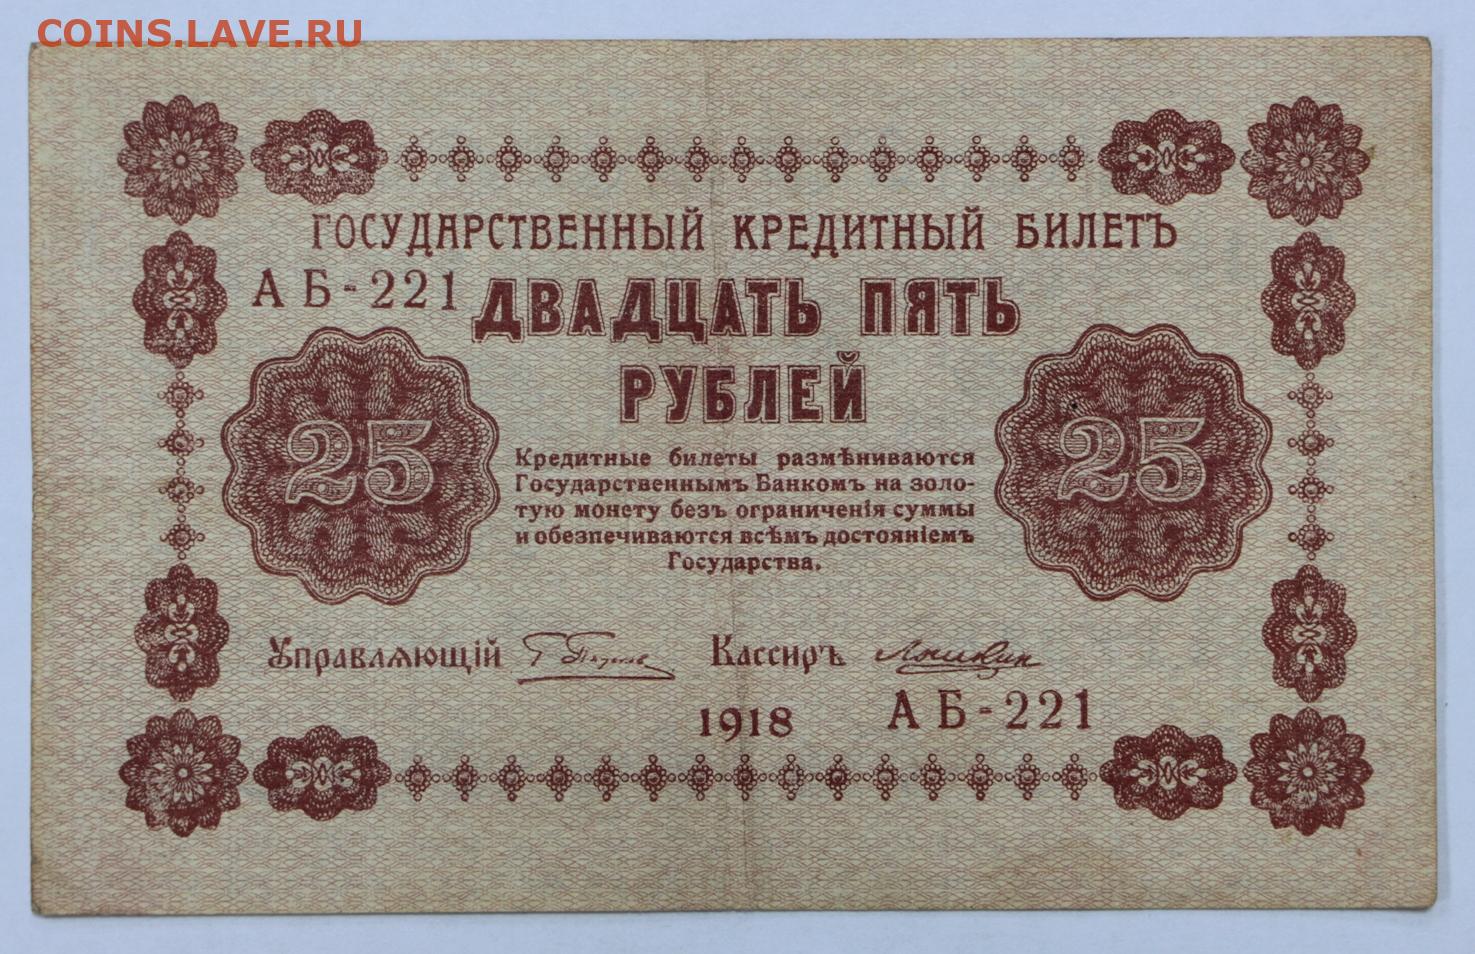 COINS.LAVE.RU
ГОСУДАРСТВЕННЫЙ КРЕДИТНЫЙ БИЛЕТЪ
АБ-221
ДВАДЦАТЬ ПЯТЬ
РУБЛЕЙ
25
25
Кредитные билеты размѣниваются
Государственнымъ Банкомъ на золо-
тую монету безъ ограниченія суммы
и обезпечиваются всѣмъ достояніемъ
Государства.
Управляющій
Кассиръ
1918
АБ-221